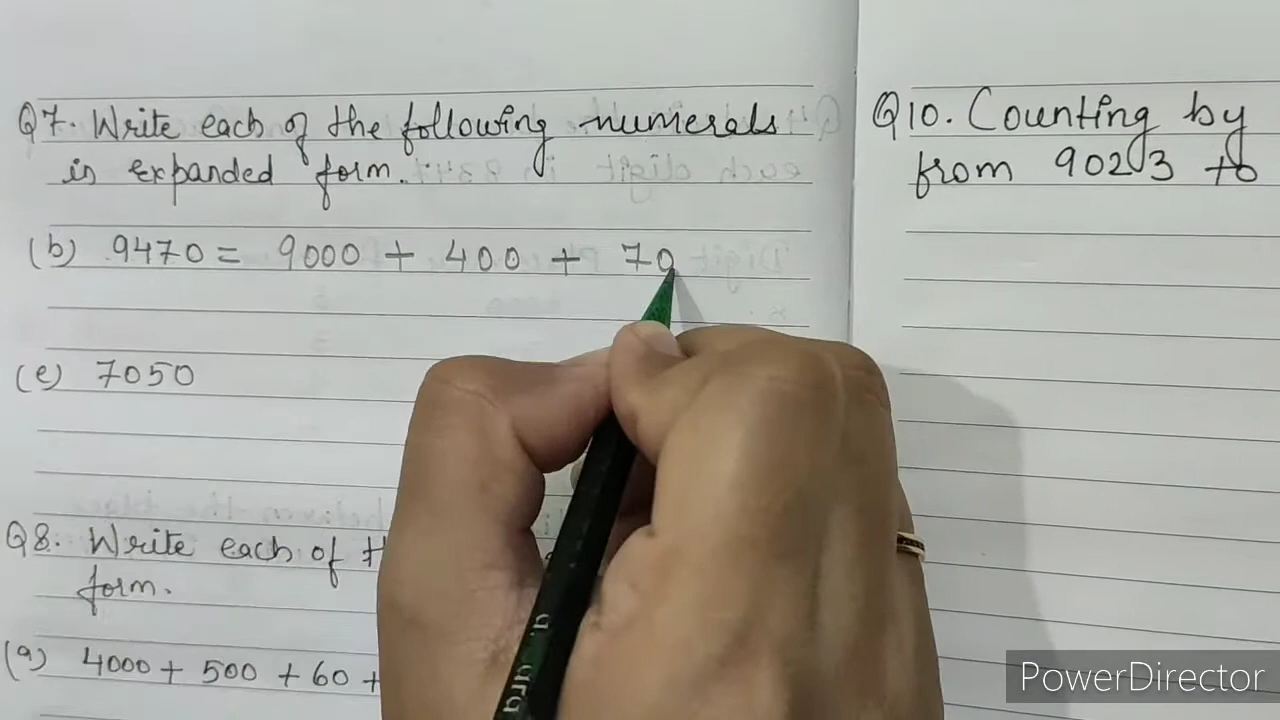 Q7. Write each of the following numerals
is expanded form.
(b) 9470 = 9000 + 400 + 70
(e) 7050
Q8. Write each of
form.
(a) 4000 + 500 + 60 +
Q10. Counting by
from 9023 to
PowerDirector